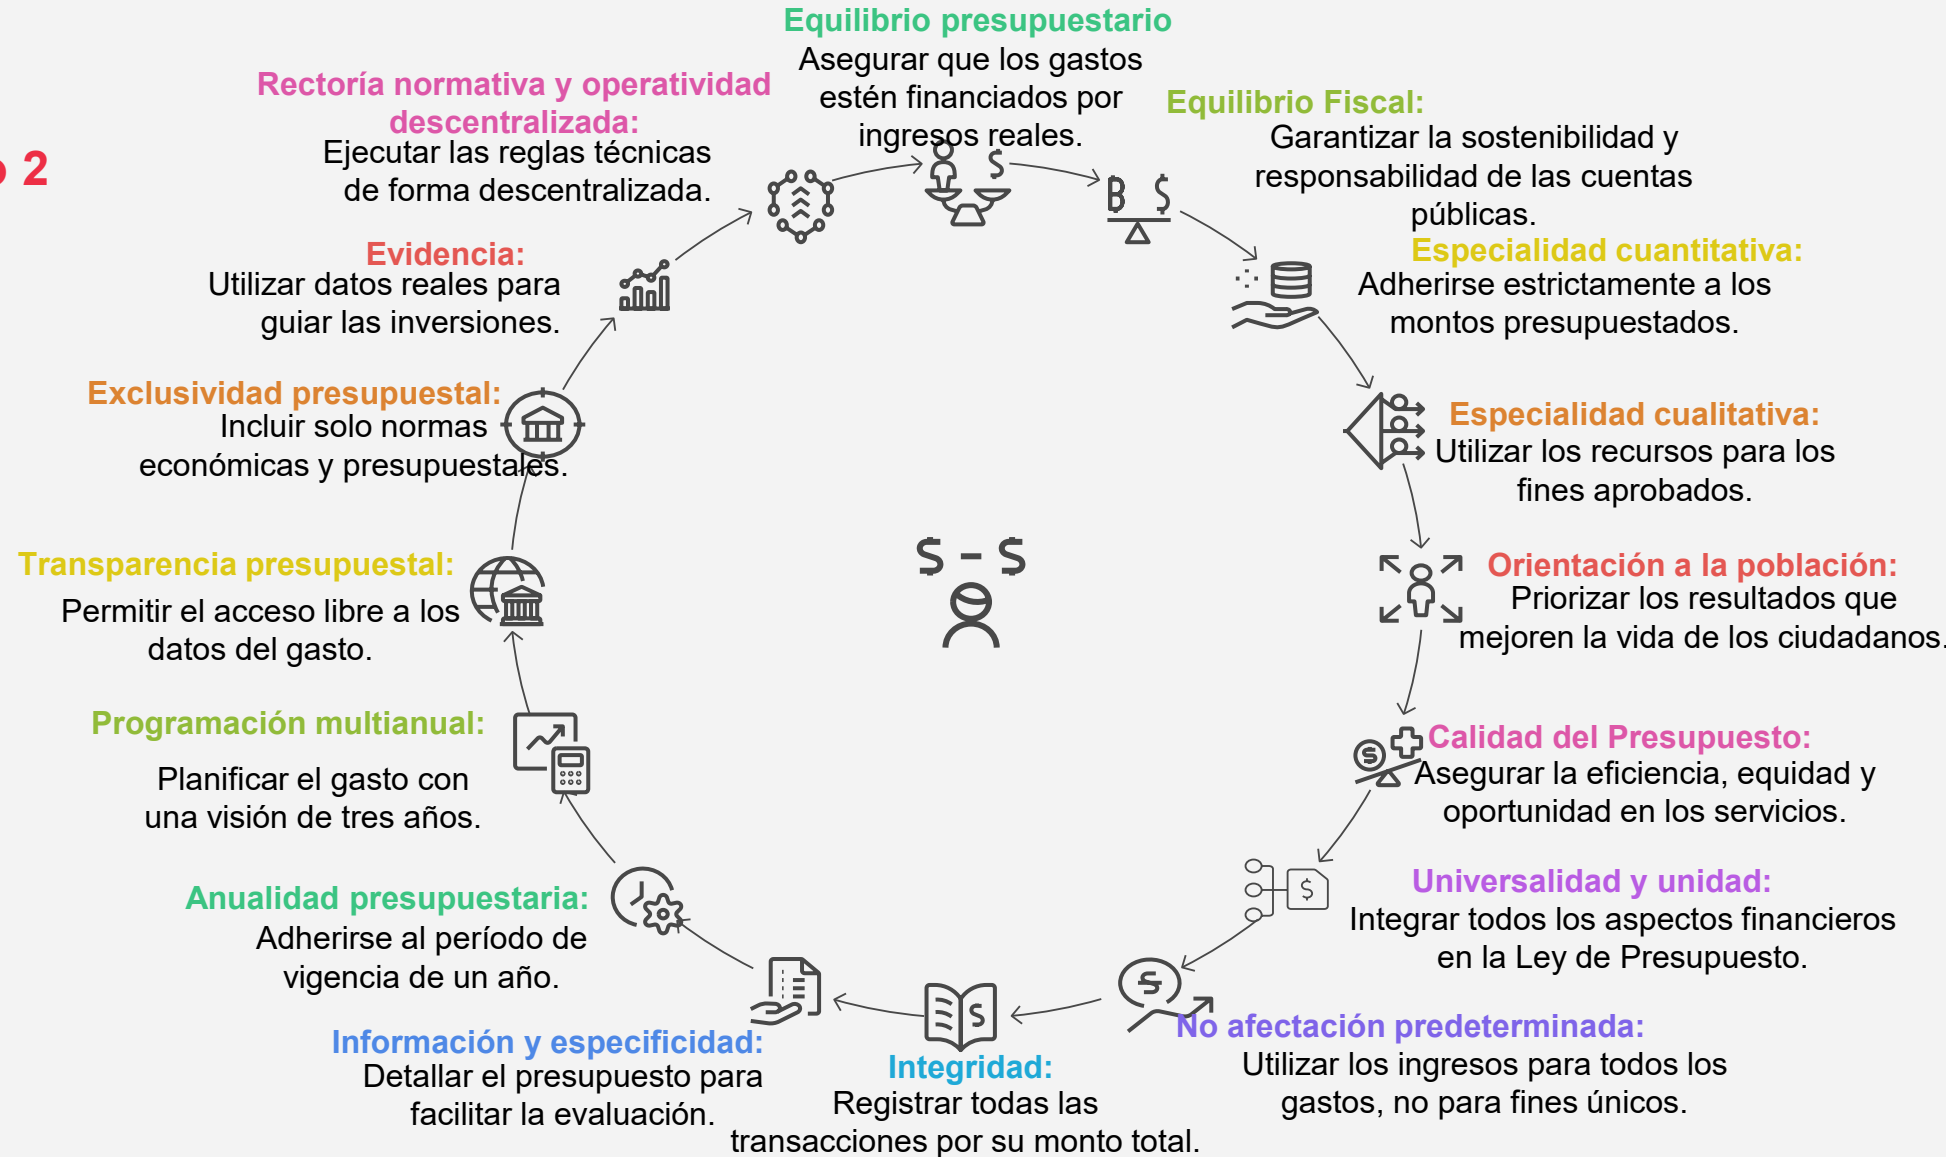 Equilibrio presupuestario
Asegurar que los gastos
estén financiados por
ingresos reales.
Equilibrio Fiscal:
Garantizar la sostenibilidad y
responsabilidad de las cuentas
públicas.
Especialidad cuantitativa:
Adherirse estrictamente a los
montos presupuestados.
Especialidad cualitativa:
Utilizar los recursos para los
fines aprobados.
Orientación a la población:
Priorizar los resultados que
mejoren la vida de los ciudadanos.
Calidad del Presupuesto:
Asegurar la eficiencia, equidad y
oportunidad en los servicios.
Universalidad y unidad:
Integrar todos los aspectos financieros
en la Ley de Presupuesto.
No afectación predeterminada:
Utilizar los ingresos para todos los
gastos, no para fines únicos.
Integridad:
Registrar todas las
transacciones por su monto total.
Información y especificidad:
Detallar el presupuesto para
facilitar la evaluación.
Anualidad presupuestaria:
Adherirse al período de
vigencia de un año.
Programación multianual:
Planificar el gasto con
una visión de tres años.
Transparencia presupuestal:
Permitir el acceso libre a los
datos del gasto.
Exclusividad presupuestal:
Incluir solo normas
económicas y presupuestales.
Evidencia:
Utilizar datos reales para
guiar las inversiones.
Rectoría normativa y operatividad
descentralizada:
Ejecutar las reglas técnicas
de forma descentralizada.
2
$ - $